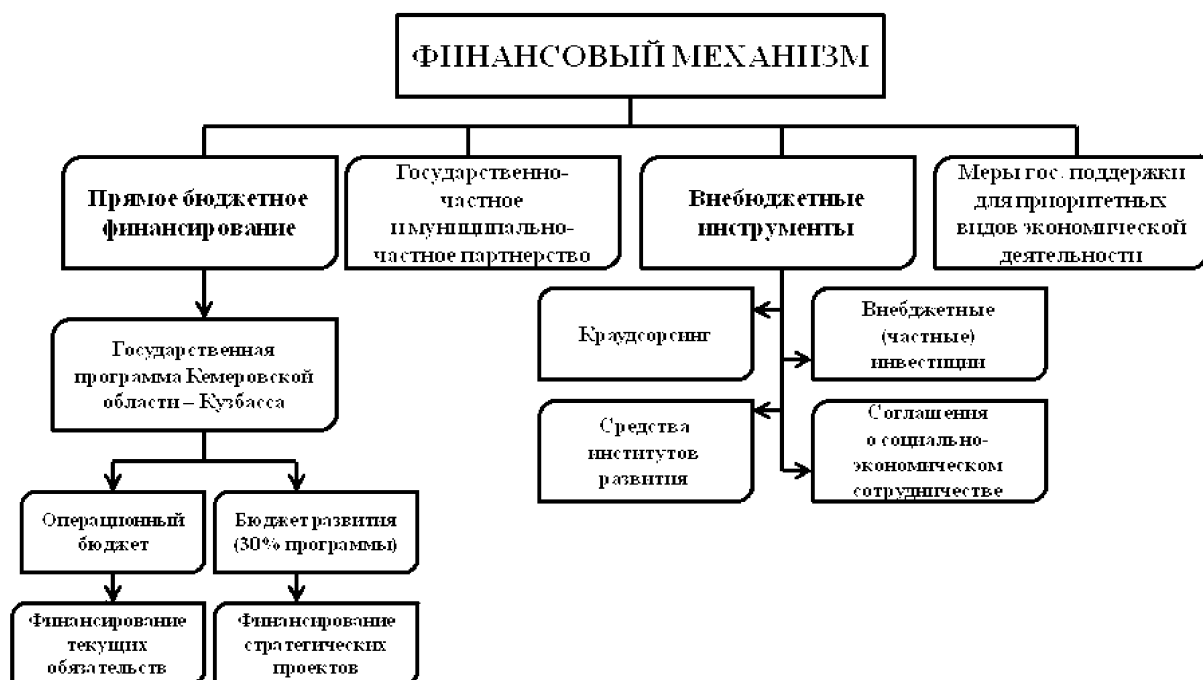 ФИНАНСОВЫЙ МЕХАНИЗМ
Прямое бюджетное
финансирование
Государственно-
частное
и муниципально-
частное партнерство
Внебюджетные
инструменты
Меры гос. поддержки
для приоритетных
видов экономической
деятельности
Государственная
программа Кемеровской
области – Кузбасса
Краудсорсинг
Внебджетные
(частные)
инвестиции
Средства
институтов
развития
Соглашения
о социально-
экономическом
сотрудничестве
Операционный
бюджет
Бюджет развития
(30% программы)
Финансирование
текущих
обязательств
Финансирование
стратегических
проектов